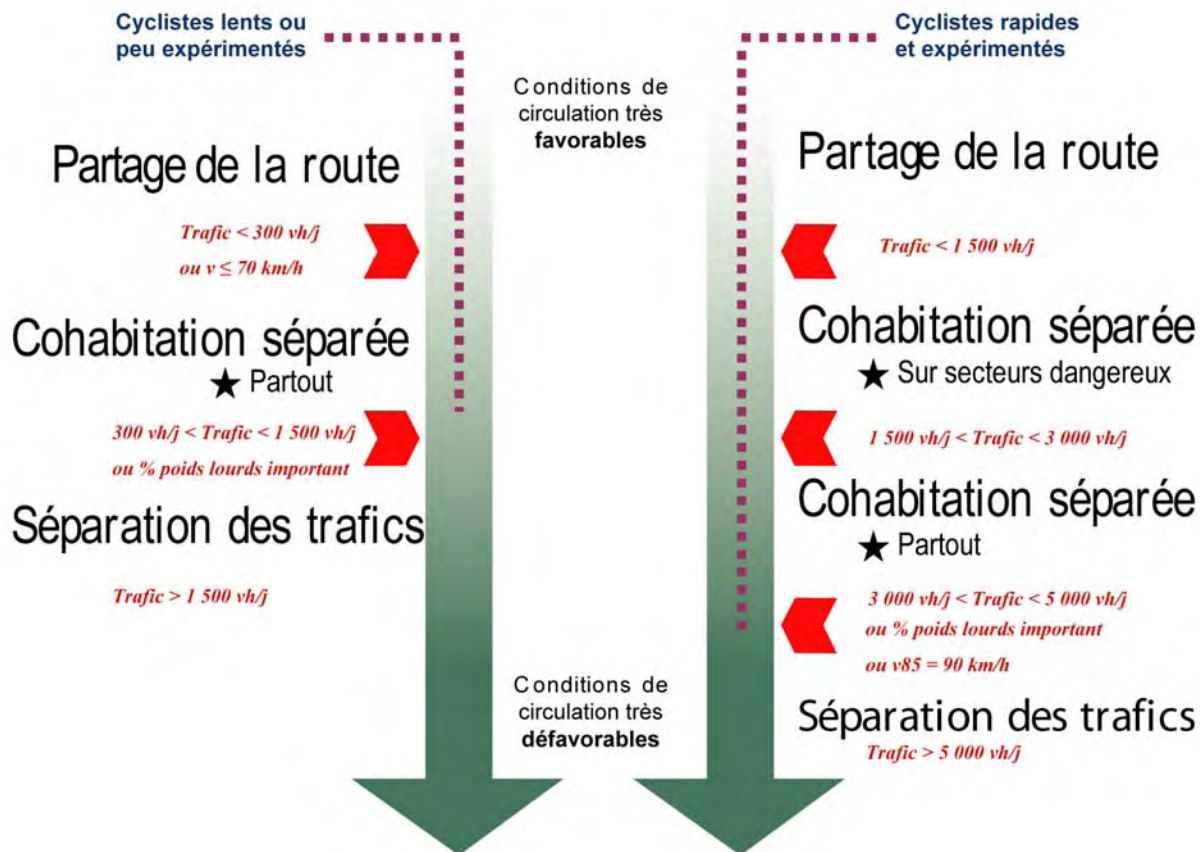 Cyclistes lents ou
peu expérimentés
Cyclistes rapides
et expérimentés
Conditions de
circulation très
favorables
Partage de la route
Trafic < 300 vh/j
ou v ≤ 70 km/h
Cohabitation séparée
★ Partout
300 vh/j < Trafic < 1 500 vh/j
ou % poids lourds important
Séparation des trafics
Trafic > 1 500 vh/j
Partage de la route
Trafic < 1 500 vh/j
Cohabitation séparée
★ Sur secteurs dangereux
1 500 vh/j < Trafic < 3 000 vh/j
Cohabitation séparée
★ Partout
3 000 vh/j < Trafic < 5 000 vh/j
ou % poids lourds important
ou v85 = 90 km/h
Séparation des trafics
Trafic > 5 000 vh/j
Conditions de
circulation très
défavorables